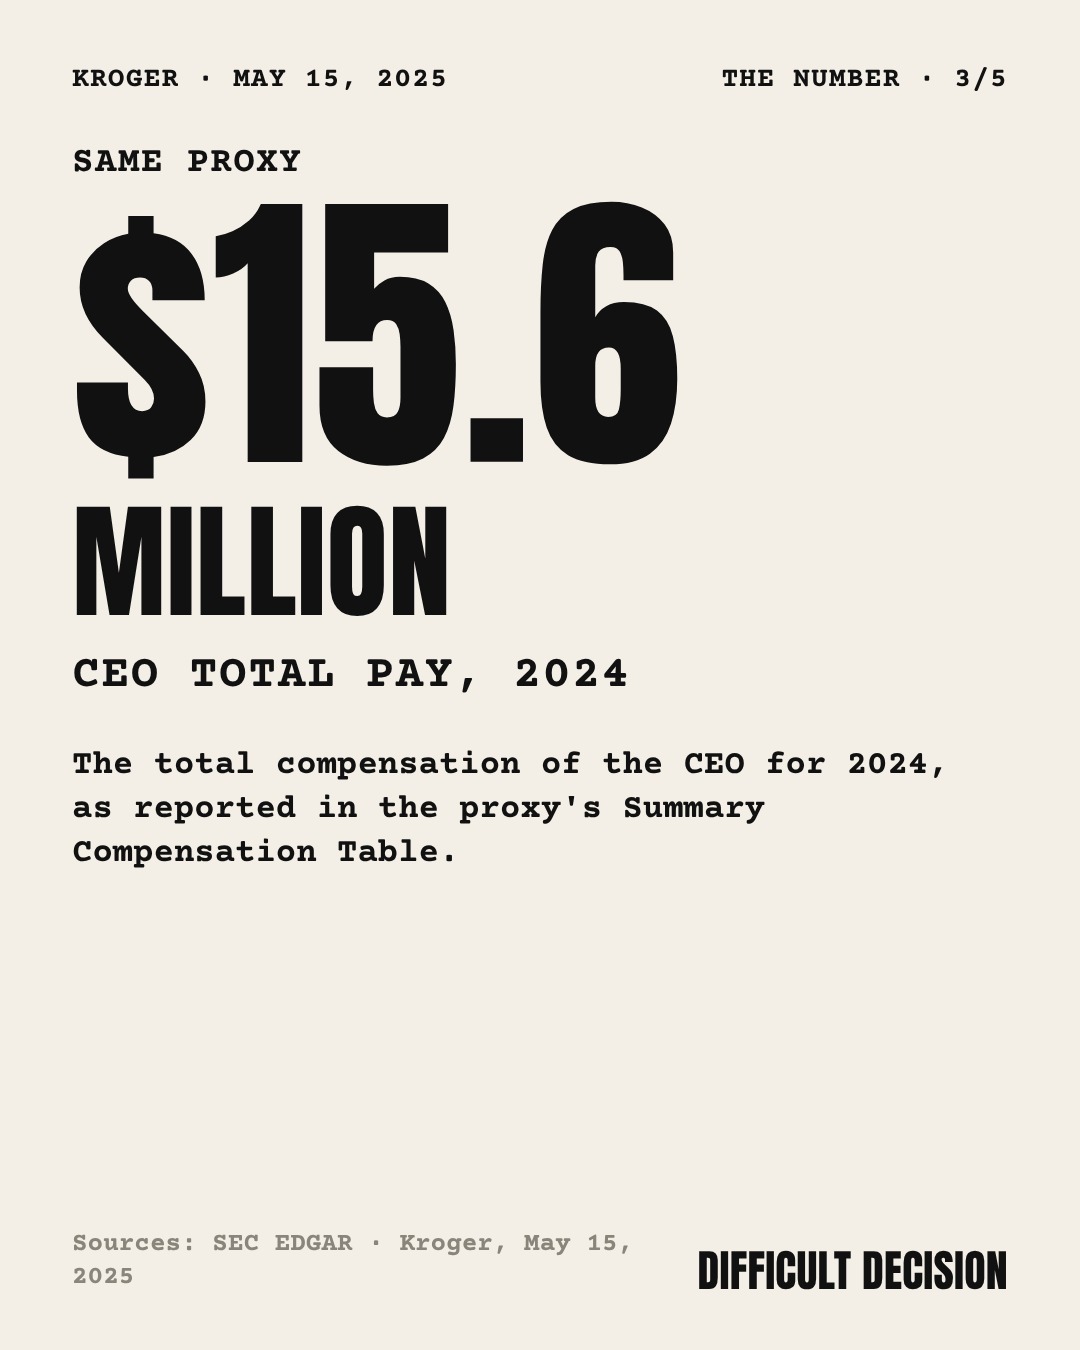 KROGER · MAY 15, 2025
THE NUMBER · 3/5
SAME PROXY
$15.6
MILLION
CEO TOTAL PAY, 2024
The total compensation of the CEO for 2024,
as reported in the proxy's Summary
Compensation Table.
Sources: SEC EDGAR · Kroger, May 15,
2025
DIFFICULT DECISION